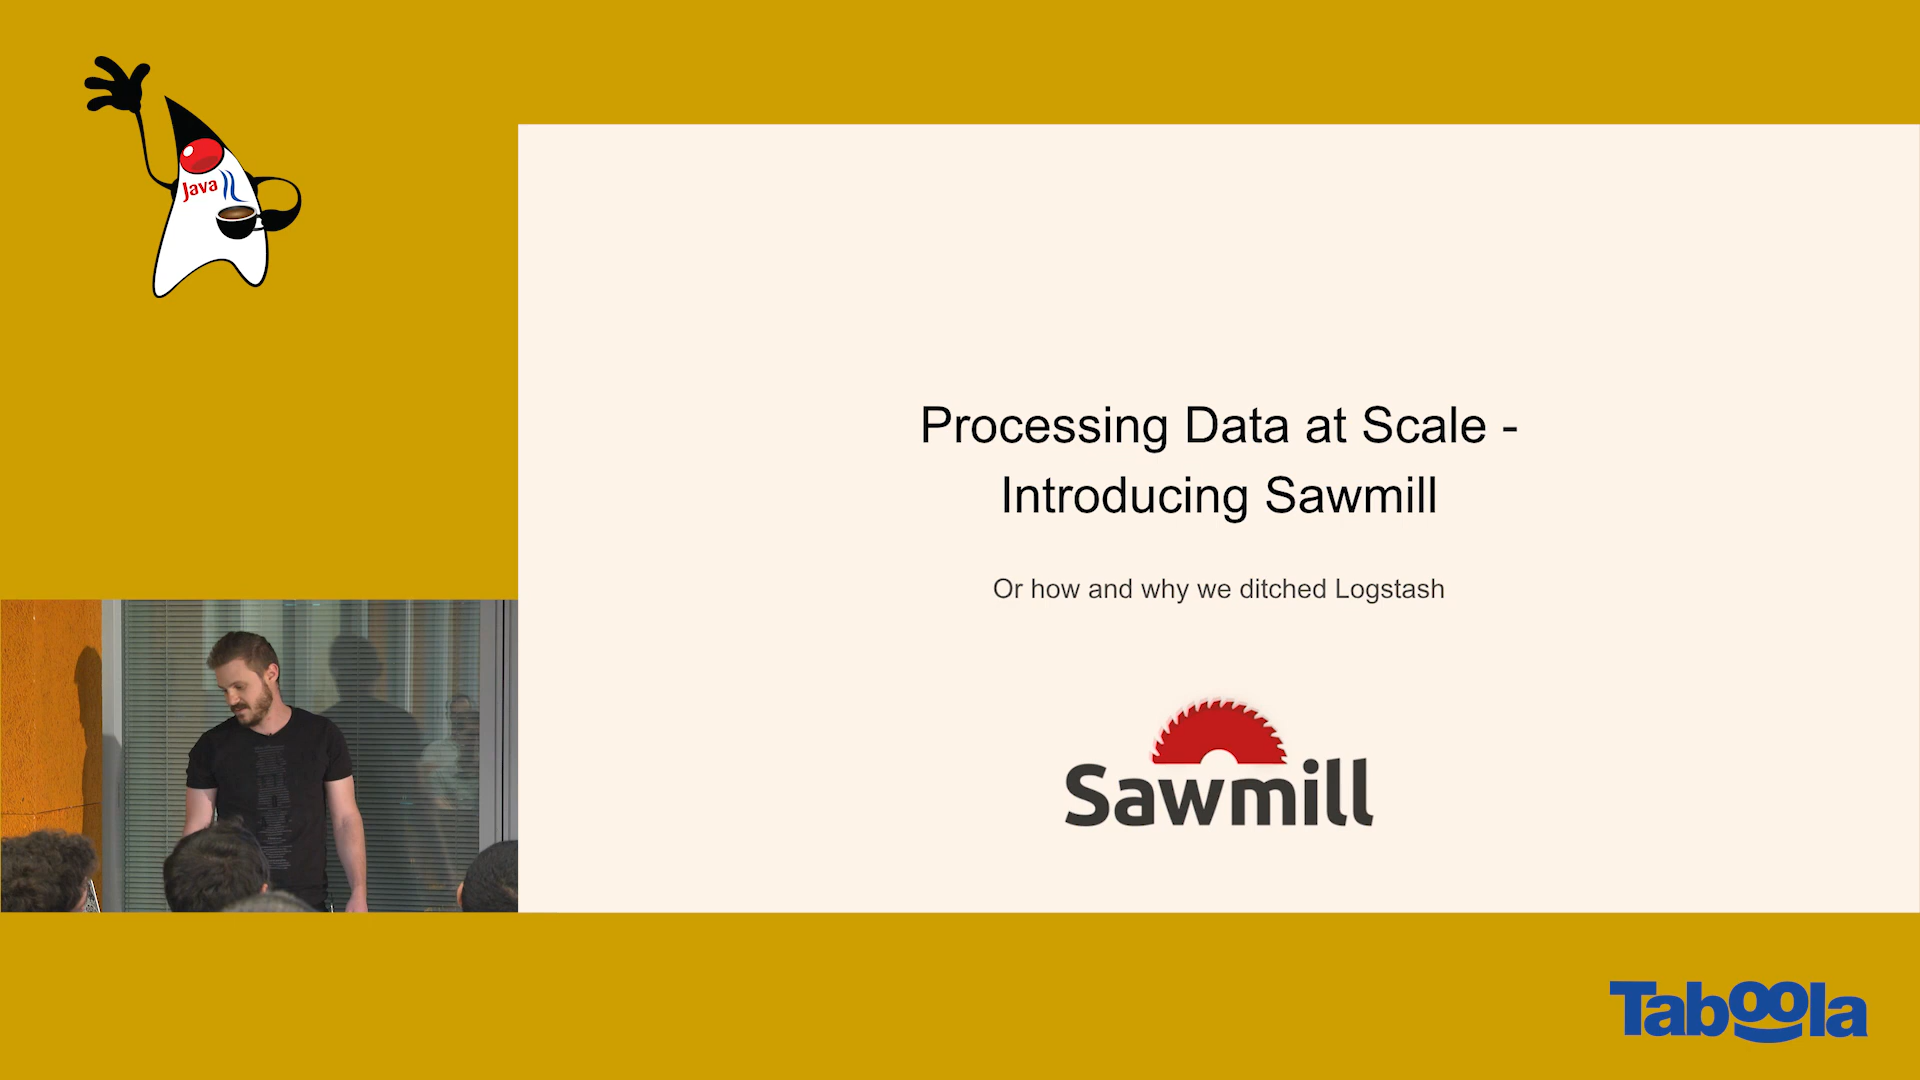 Java
Processing Data at Scale -
Introducing Sawmill
Or how and why we ditched Logstash
Sawmill
Taboola